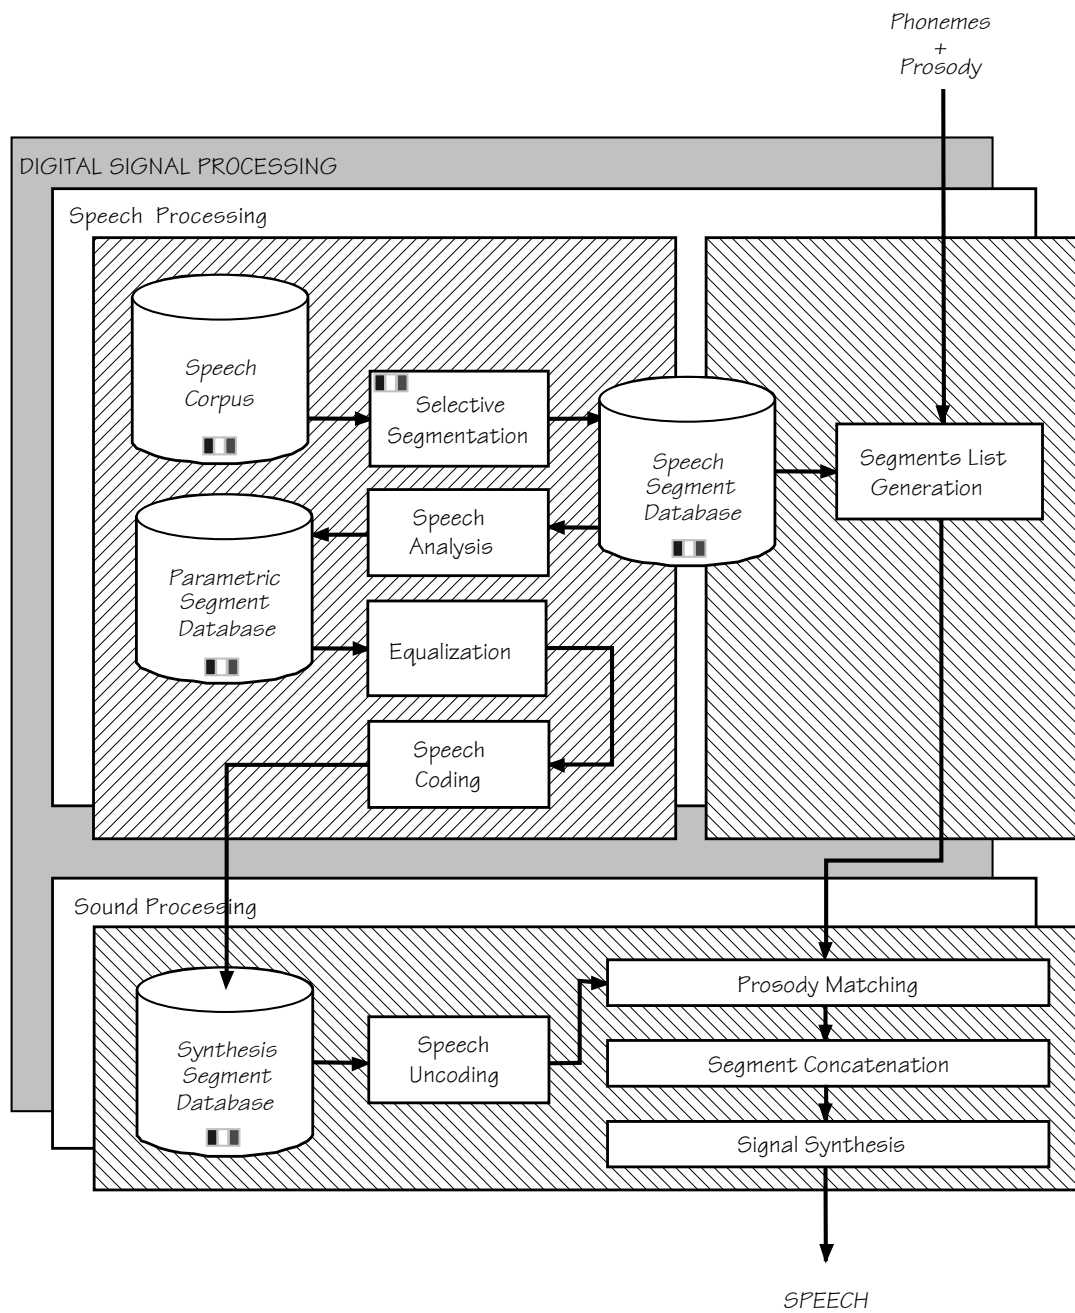 Phonemes
+
Prosody
DIGITAL SIGNAL PROCESSING
Speech Processing
Speech
Corpus
Selective
Segmentation
Speech
Segment
Database
Segments List
Generation
Speech
Analysis
Parametric
Segment
Database
Equalization
Speech
Coding
Sound Processing
Prosody Matching
Synthesis
Segment
Database
Speech
Uncoding
Segment Concatenation
Signal Synthesis
SPEECH